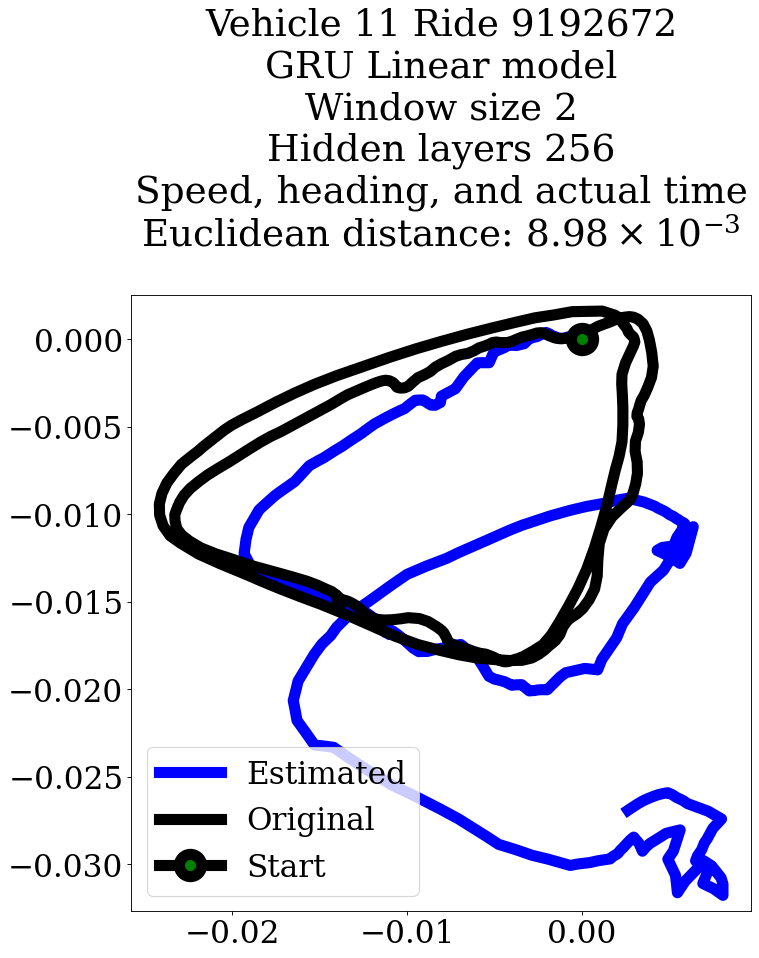 Vehicle 11 Ride 9192672
GRU Linear model
Window size 2
Hidden layers 256
Speed, heading, and actual time
Euclidean distance: 8.98 × 10⁻³
0.000
−0.005
−0.010
−0.015
−0.020
−0.025
−0.030
Estimated
Original
Start
−0.02
−0.01
0.00